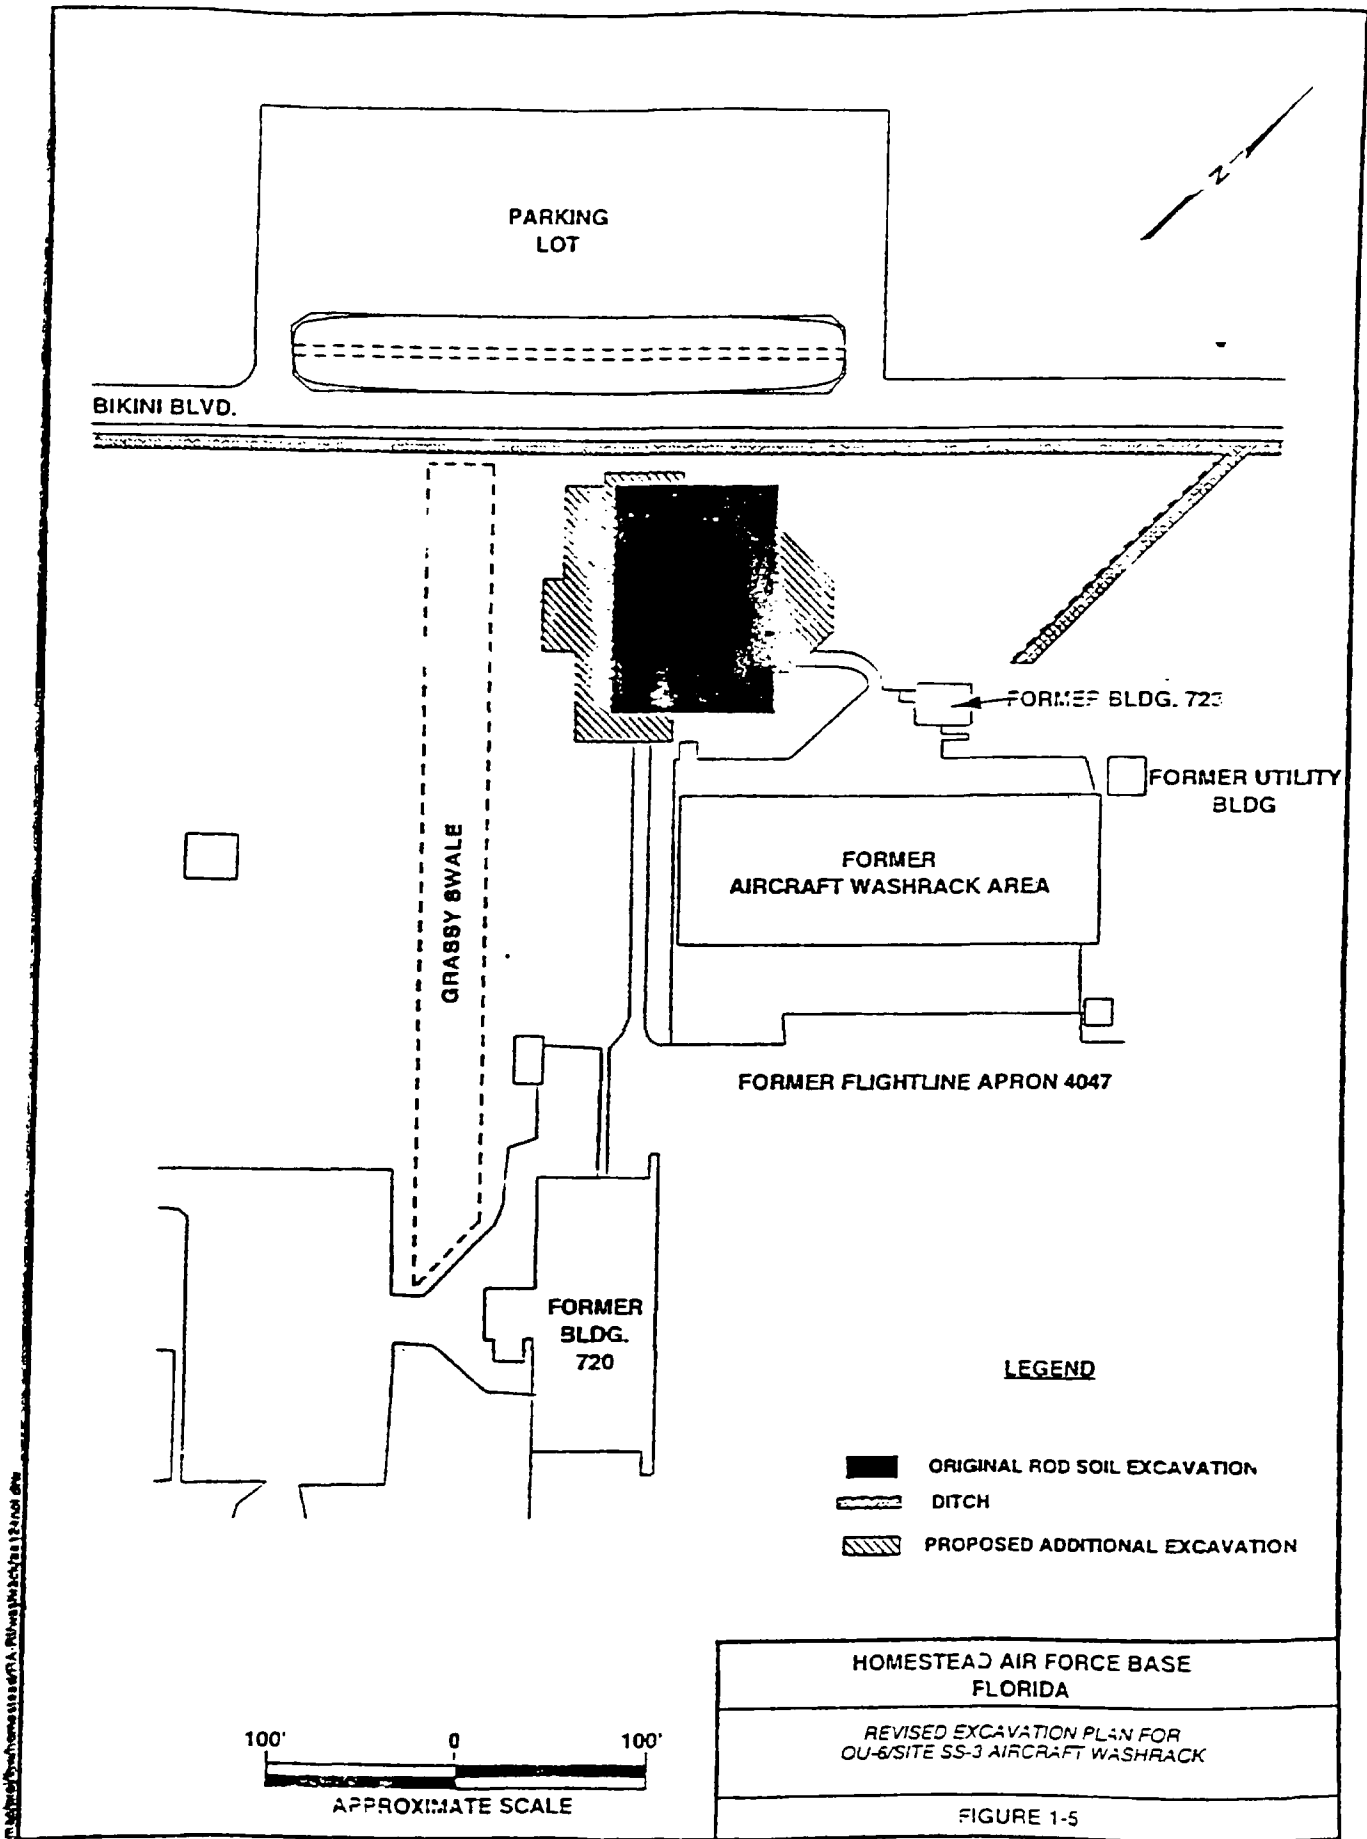 PARKING
LOT
N
BIKINI BLVD.
FORMER BLDG. 723
FORMER UTILITY
BLDG
GRASSY SWALE
FORMER
AIRCRAFT WASHRACK AREA
FORMER FLIGHTLINE APRON 4047
FORMER
BLDG.
720
LEGEND
ORIGINAL ROD SOIL EXCAVATION
DITCH
PROPOSED ADDITIONAL EXCAVATION
100' 0 100'
APPROXIMATE SCALE
HOMESTEAD AIR FORCE BASE
FLORIDA
REVISED EXCAVATION PLAN FOR
OU-6/SITE SS-3 AIRCRAFT WASHRACK
FIGURE 1-5